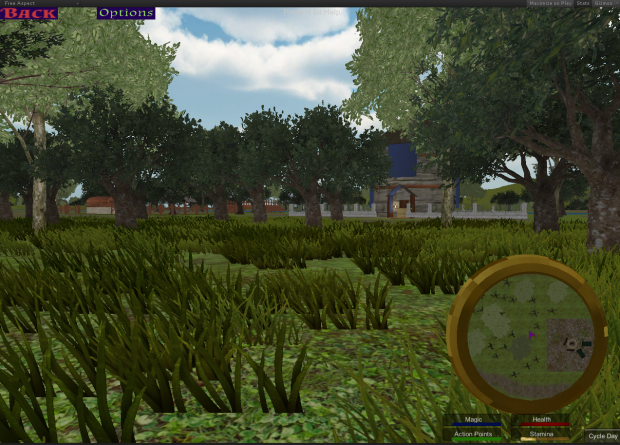 Free Aspect
Maximize on Play Stats Gizmos
BACK Options
Magic Health
Action Points Stamina
Cycle Day